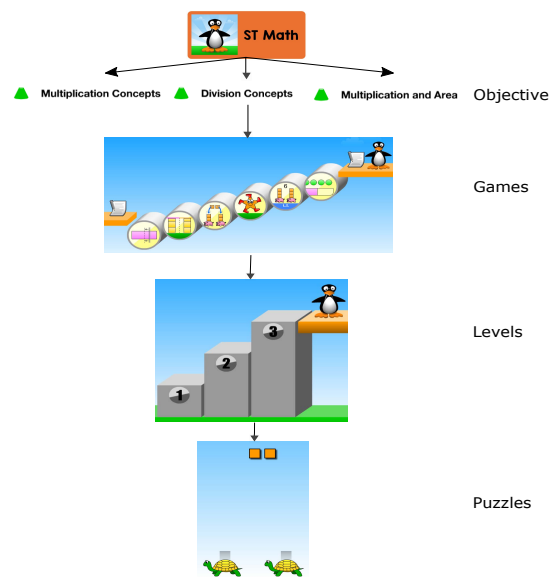 ST Math
Multiplication Concepts Division Concepts Multiplication and Area Objective
Games
Levels
3
2
1
Puzzles